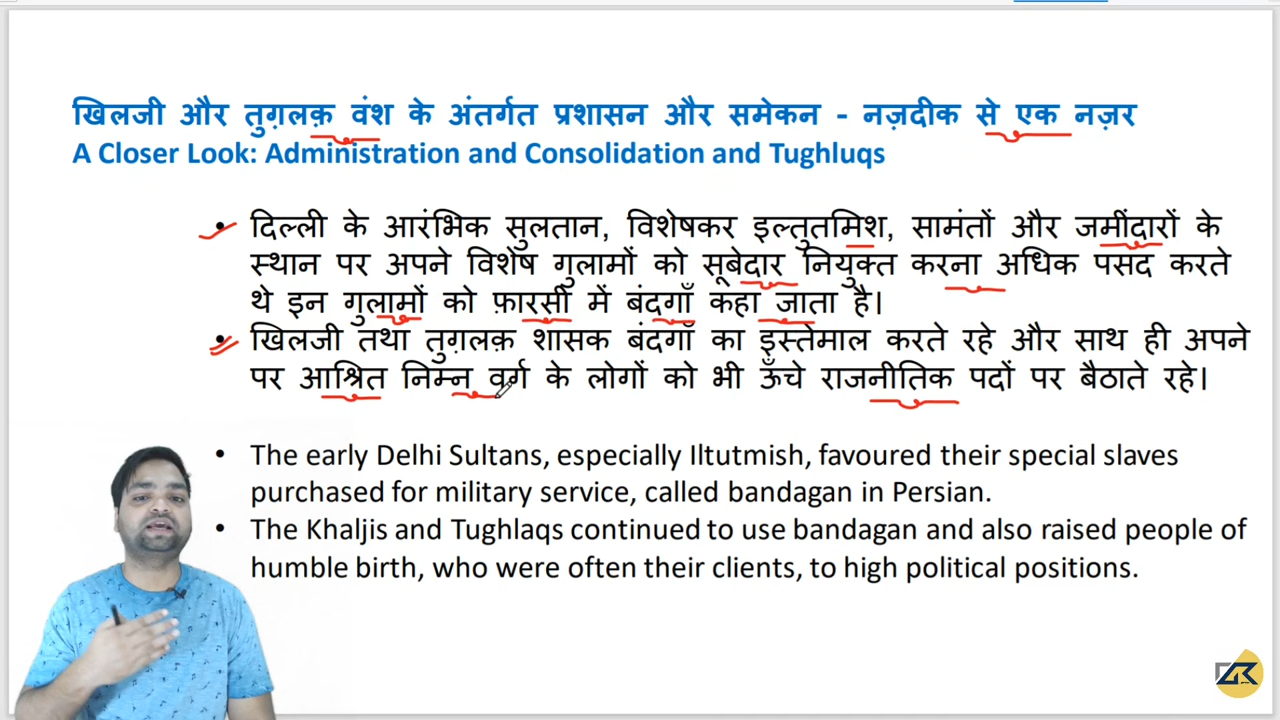 खिलजी और तुग़लक़ वंश के अंतर्गत प्रशासन और समेकन - नज़दीक से एक नज़र
A Closer Look: Administration and Consolidation and Tughluqs
• दिल्ली के आरंभिक सुलतान, विशेषकर इल्तुतमिश, सामंतों और जमींदारों के
स्थान पर अपने विशेष गुलामों को सूबेदार नियुक्त करना अधिक पसंद करते
थे इन गुलामों को फ़ारसी में बंदगाँ कहा जाता है।
• खिलजी तथा तुग़लक़ शासक बंदगाँ का इस्तेमाल करते रहे और साथ ही अपने
पर आश्रित निम्न वर्ग के लोगों को भी ऊँचे राजनीतिक पदों पर बैठाते रहे।
• The early Delhi Sultans, especially Iltutmish, favoured their special slaves
purchased for military service, called bandagan in Persian.
• The Khaljis and Tughlaqs continued to use bandagan and also raised people of
humble birth, who were often their clients, to high political positions.